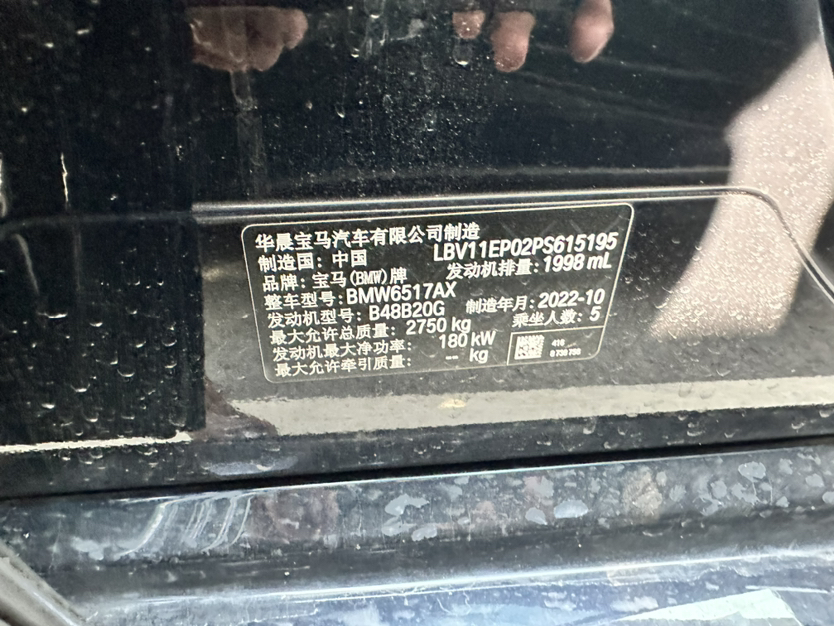 华晨宝马汽车有限公司制造
制造国：中国 LBV11EP02PS615195
品牌：宝马(BMW)牌 发动机排量：1998 mL
整车型号：BMW6517AX 制造年月：2022-10
发动机型号：B48B20G 乘坐人数：5
最大允许总质量：2750 kg
发动机最大净功率：180 kW
最大允许牵引质量：-- kg
416